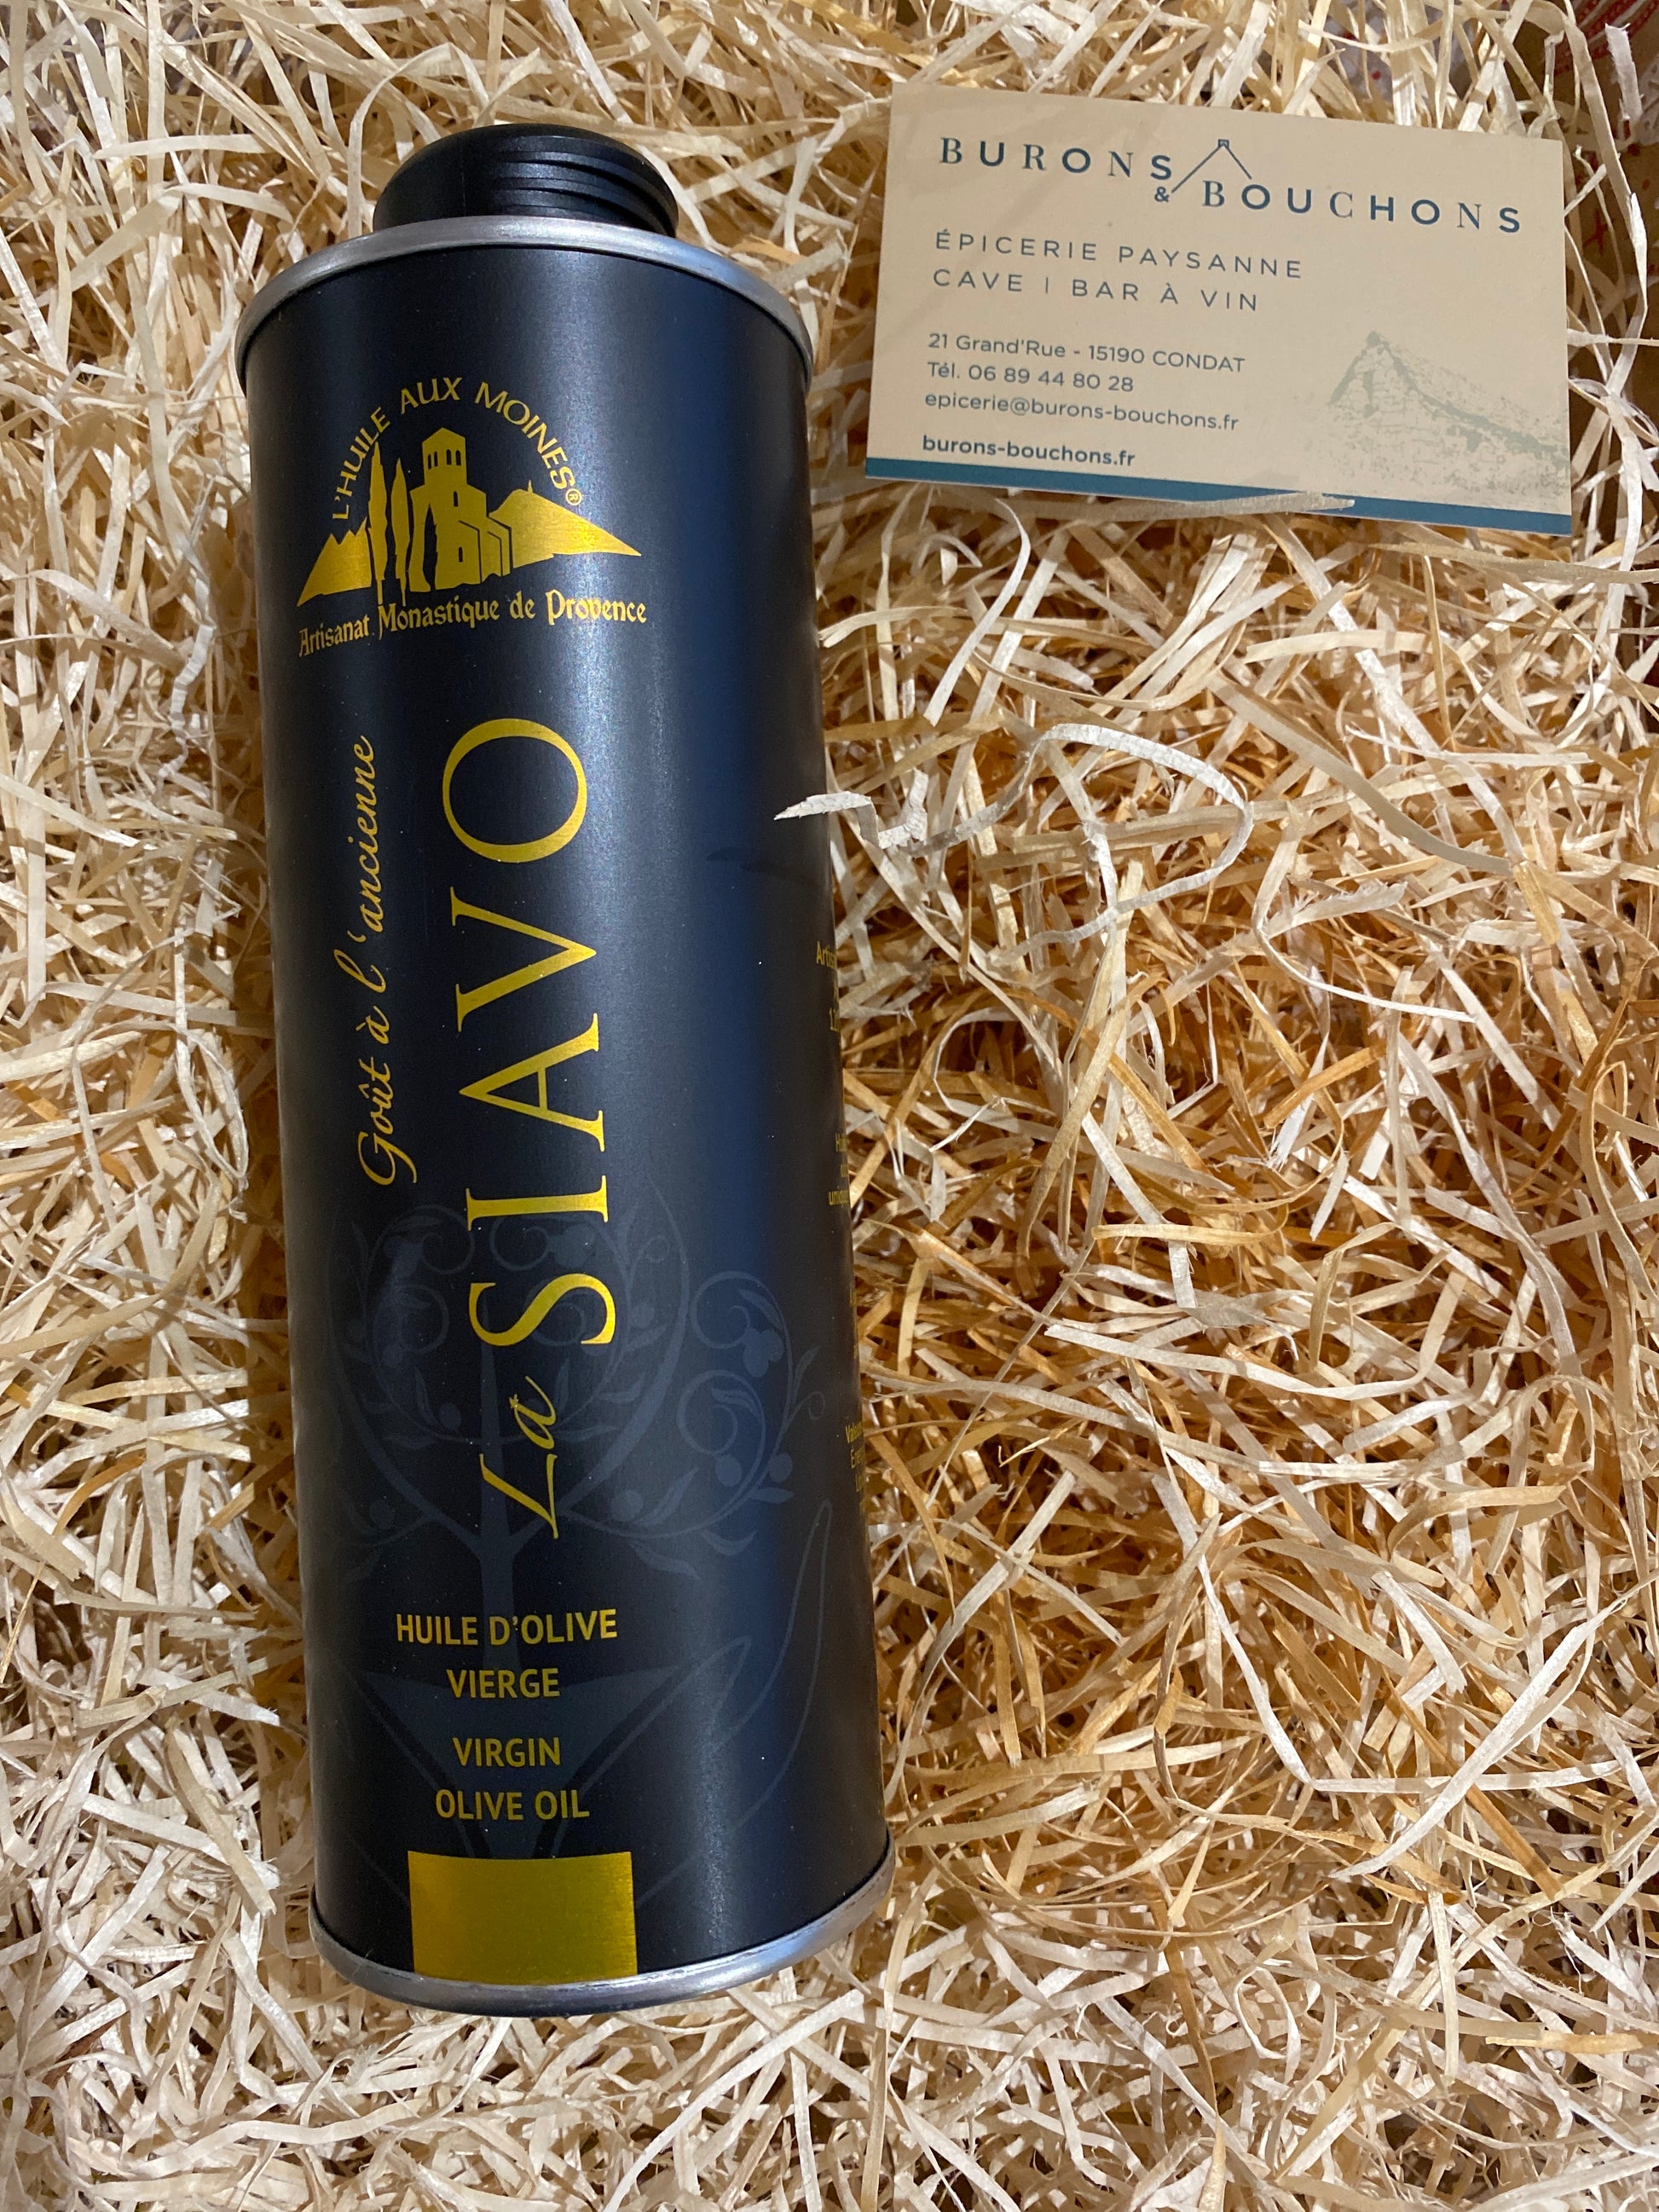 L'HUILE AUX MOINES®
Artisanat Monastique de Provence
Goût à l'ancienne
La SIAVO
HUILE D'OLIVE
VIERGE
VIRGIN
OLIVE OIL
BURONS
& BOUCHONS
ÉPICERIE PAYSANNE
CAVE | BAR À VIN
21 Grand'Rue - 15190 CONDAT
Tél. 06 89 44 80 28
epicerie@burons-bouchons.fr
burons-bouchons.fr